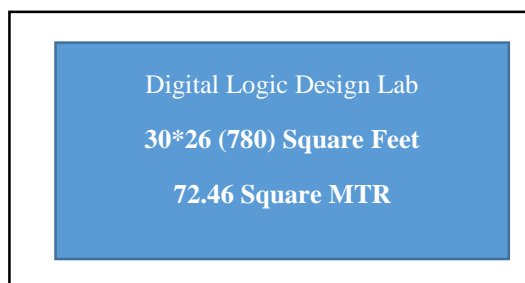 Digital Logic Design Lab
30*26 (780) Square Feet
72.46 Square MTR